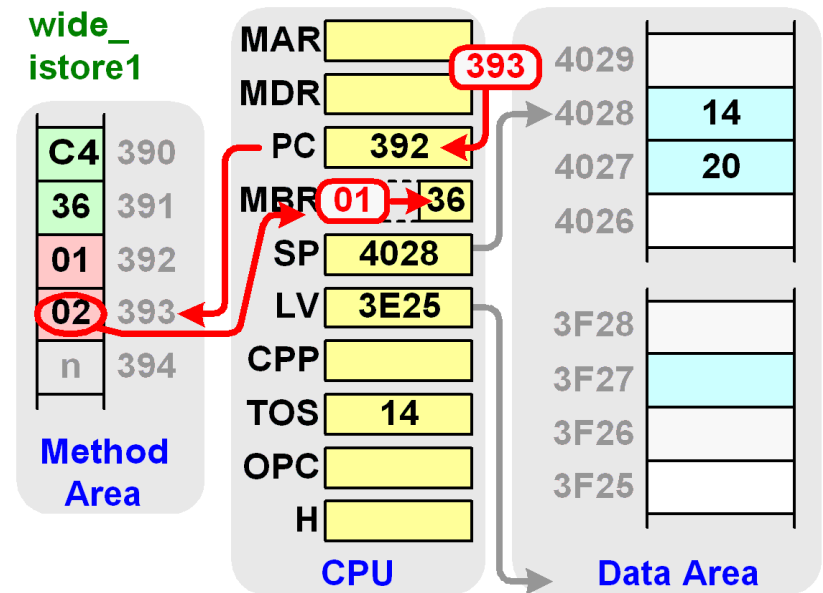 wide_
istore1
C4 390
36 391
01 392
02 393
n 394
Method
Area
MAR
393
MDR
PC 392
MBR 01 36
SP 4028
LV 3E25
CPP
TOS 14
OPC
H
CPU
4029
4028 14
4027 20
4026
3F28
3F27
3F26
3F25
Data Area